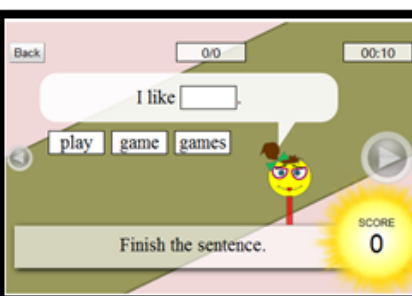 Back 0/0 00:10
I like      .
play game games
Finish the sentence.
SCORE
0